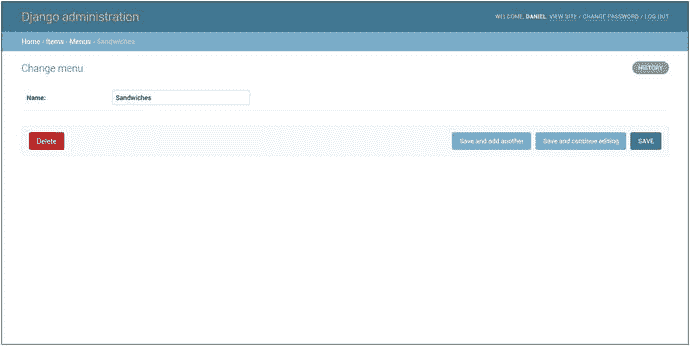 Django administration
WELCOME, DANIEL. VIEW SITE / CHANGE PASSWORD / LOG OUT
Home › Items › Menus › Sandwiches
Change menu
HISTORY
Name: Sandwiches
Delete Save and add another Save and continue editing SAVE